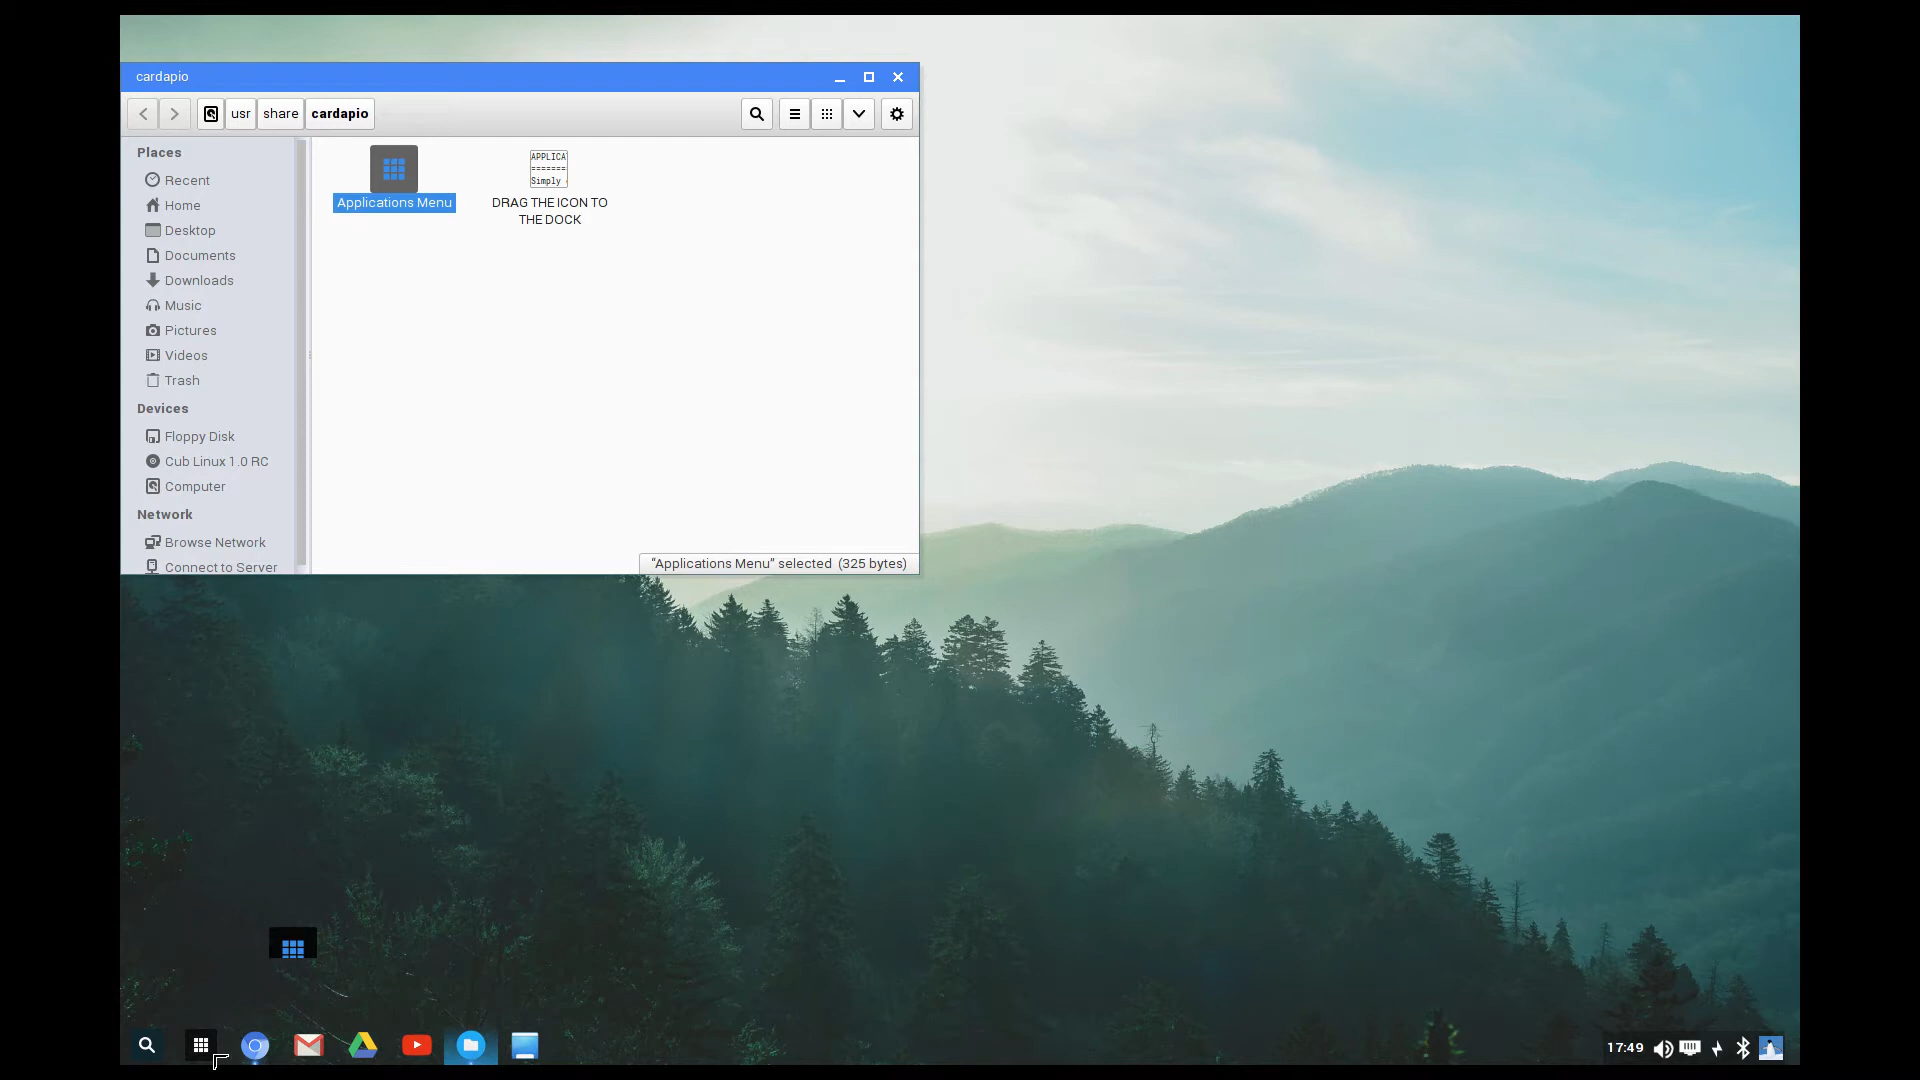 cardapio
usr share cardapio
Places
Recent
Home
Desktop
Documents
Downloads
Music
Pictures
Videos
Trash
Devices
Floppy Disk
Cub Linux 1.0 RC
Computer
Network
Browse Network
Connect to Server
Applications Menu
APPLICA
=======
Simply
DRAG THE ICON TO
THE DOCK
“Applications Menu” selected (325 bytes)
17:49